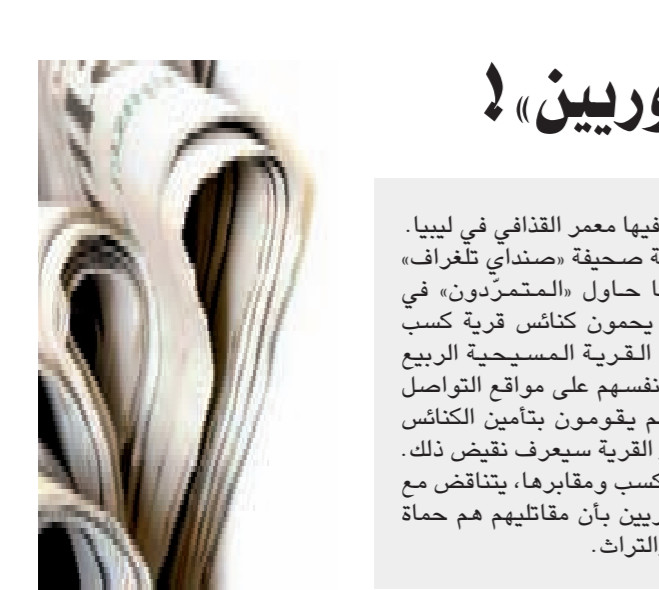 وريين» !
فيها معمر القذافي في ليبيا.
ة صحيفة «صنداي تلغراف»
ا حاول «المتمرّدون» في
يحمون كنائس قرية كسب
القرية المسيحية الربيع
نفسهم على مواقع التواصل
م يقومون بتأمين الكنائس
القرية سيعرف نقيض ذلك.
كسب ومقابرها، يتناقض مع
ريين بأن مقاتليهم هم حماة
التراث.